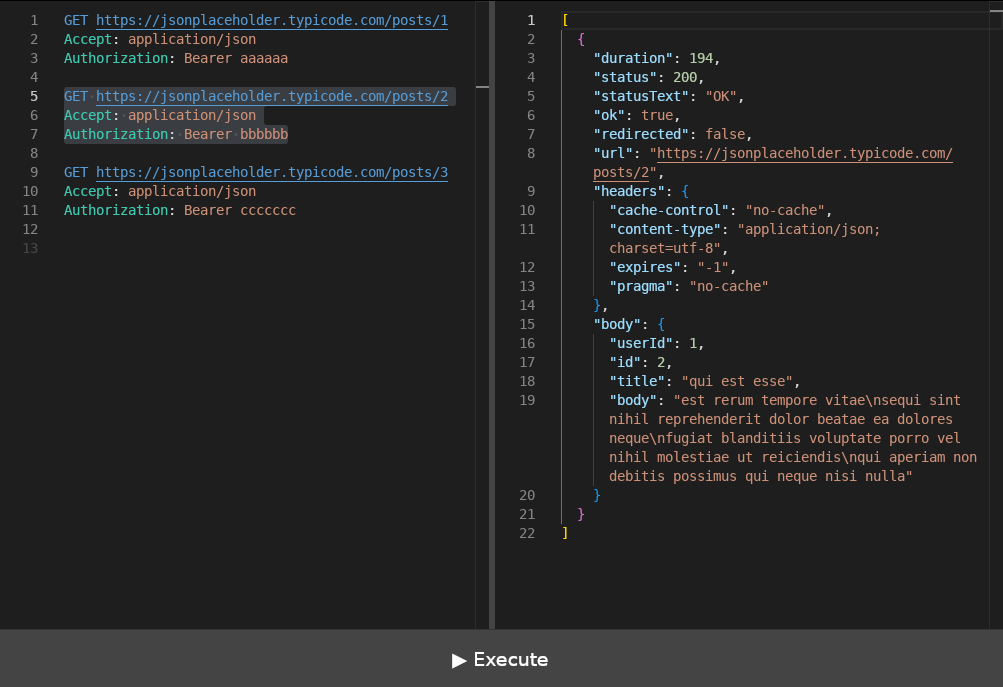 1 GET https://jsonplaceholder.typicode.com/posts/1
2 Accept: application/json
3 Authorization: Bearer aaaaaa
4
5 GET https://jsonplaceholder.typicode.com/posts/2
6 Accept: application/json
7 Authorization: Bearer bbbbbb
8
9 GET https://jsonplaceholder.typicode.com/posts/3
10 Accept: application/json
11 Authorization: Bearer ccccccc
12
13
1 [
2 {
3 "duration": 194,
4 "status": 200,
5 "statusText": "OK",
6 "ok": true,
7 "redirected": false,
8 "url": "https://jsonplaceholder.typicode.com/
posts/2",
9 "headers": {
10 "cache-control": "no-cache",
11 "content-type": "application/json;
charset=utf-8",
12 "expires": "-1",
13 "pragma": "no-cache"
14 },
15 "body": {
16 "userId": 1,
17 "id": 2,
18 "title": "qui est esse",
19 "body": "est rerum tempore vitae\nsequi sint
nihil reprehenderit dolor beatae ea dolores
neque\nfugiat blanditiis voluptate porro vel
nihil molestiae ut reiciendis\nqui aperiam non
debitis possimus qui neque nisi nulla"
20 }
21 }
22 ]
▶ Execute